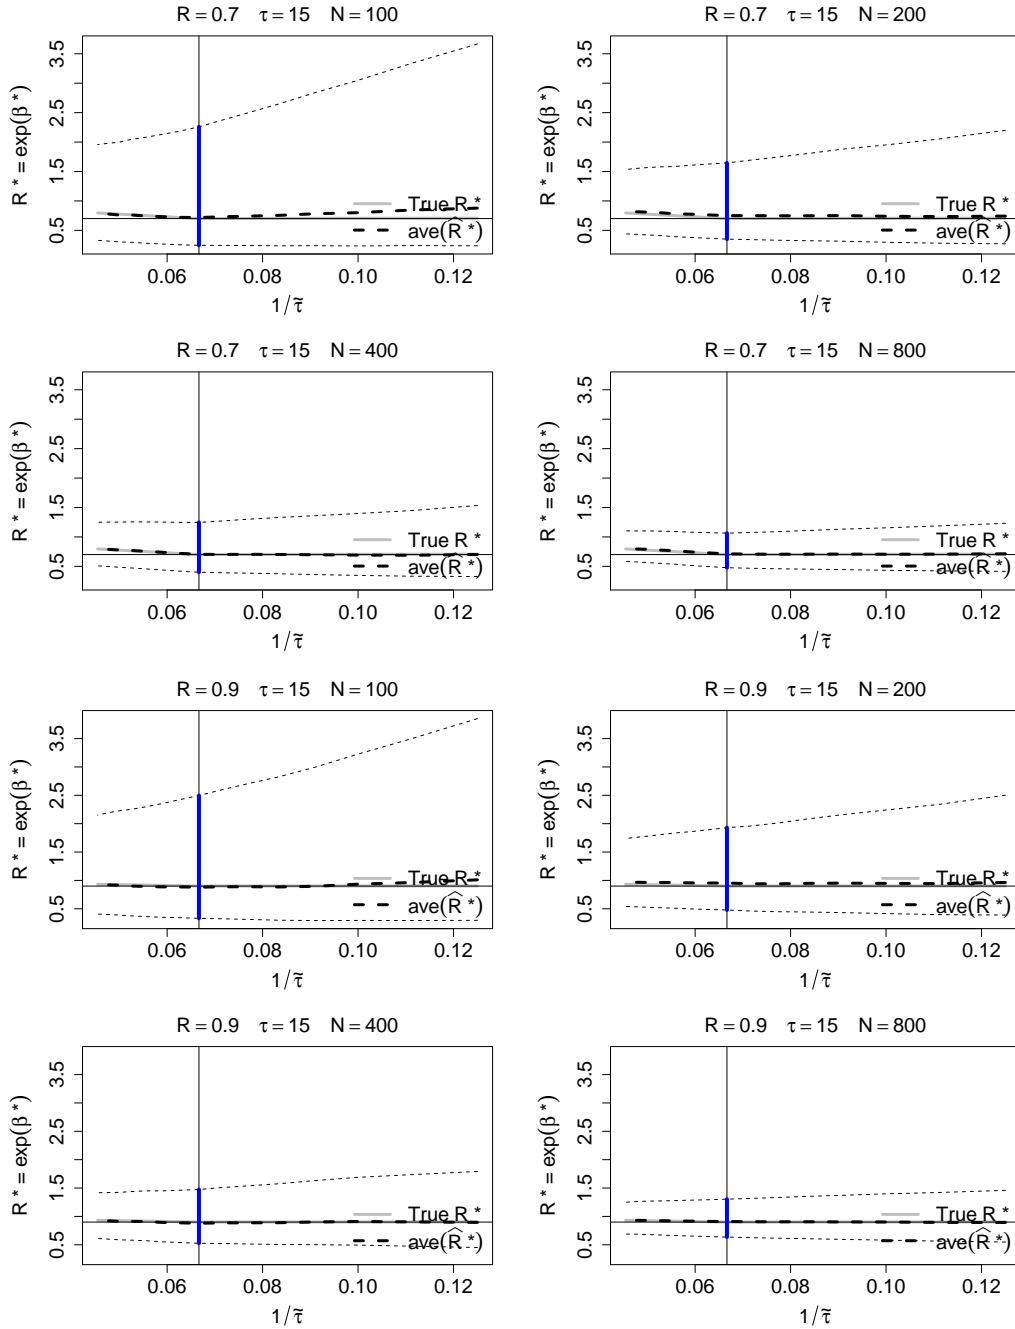 R = 0.7 τ = 15 N = 100
R * = exp(β *)
0.5 1.5 2.5 3.5
True R *
ave(R̂ *)
0.06 0.08 0.10 0.12
1/τ̃
R = 0.7 τ = 15 N = 200
R * = exp(β *)
0.5 1.5 2.5 3.5
True R *
ave(R̂ *)
0.06 0.08 0.10 0.12
1/τ̃
R = 0.7 τ = 15 N = 400
R * = exp(β *)
0.5 1.5 2.5 3.5
True R *
ave(R̂ *)
0.06 0.08 0.10 0.12
1/τ̃
R = 0.7 τ = 15 N = 800
R * = exp(β *)
0.5 1.5 2.5 3.5
True R *
ave(R̂ *)
0.06 0.08 0.10 0.12
1/τ̃
R = 0.9 τ = 15 N = 100
R * = exp(β *)
0.5 1.5 2.5 3.5
True R *
ave(R̂ *)
0.06 0.08 0.10 0.12
1/τ̃
R = 0.9 τ = 15 N = 200
R * = exp(β *)
0.5 1.5 2.5 3.5
True R *
ave(R̂ *)
0.06 0.08 0.10 0.12
1/τ̃
R = 0.9 τ = 15 N = 400
R * = exp(β *)
0.5 1.5 2.5 3.5
True R *
ave(R̂ *)
0.06 0.08 0.10 0.12
1/τ̃
R = 0.9 τ = 15 N = 800
R * = exp(β *)
0.5 1.5 2.5 3.5
True R *
ave(R̂ *)
0.06 0.08 0.10 0.12
1/τ̃